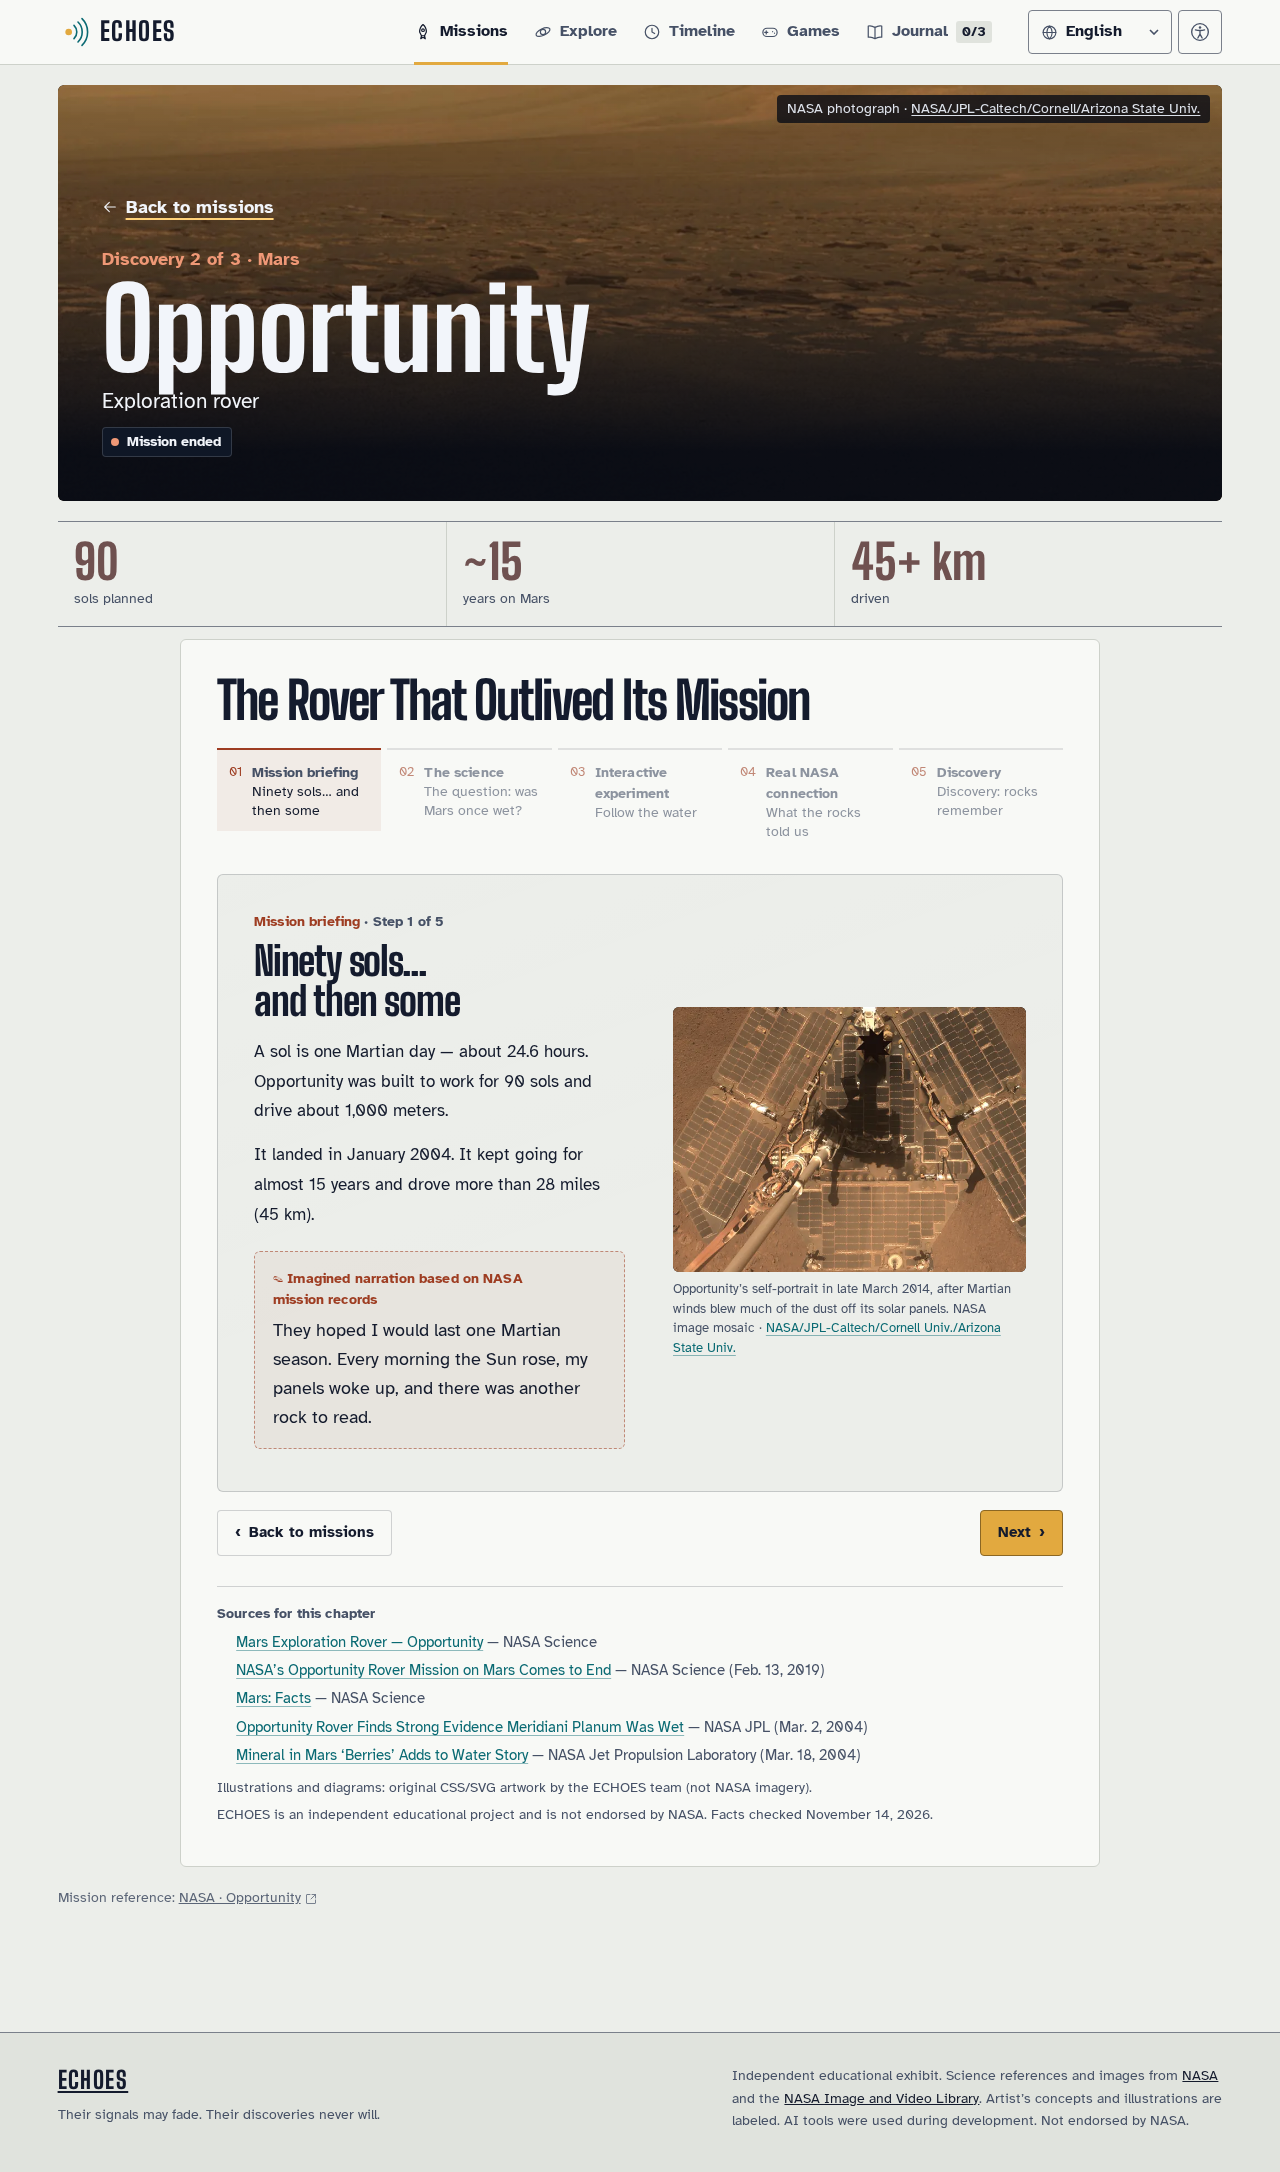 ECHOES
Missions
Explore
Timeline
Games
Journal 0/3
English
NASA photograph · NASA/JPL-Caltech/Cornell/Arizona State Univ.
← Back to missions
Discovery 2 of 3 · Mars
Opportunity
Exploration rover
Mission ended
90
sols planned
~15
years on Mars
45+ km
driven
The Rover That Outlived Its Mission
01 Mission briefing
Ninety sols… and
then some
02 The science
The question: was
Mars once wet?
03 Interactive
experiment
Follow the water
04 Real NASA
connection
What the rocks
told us
05 Discovery
Discovery: rocks
remember
Mission briefing · Step 1 of 5
Ninety sols…
and then some
A sol is one Martian day — about 24.6 hours.
Opportunity was built to work for 90 sols and
drive about 1,000 meters.
It landed in January 2004. It kept going for
almost 15 years and drove more than 28 miles
(45 km).
Imagined narration based on NASA
mission records
They hoped I would last one Martian
season. Every morning the Sun rose, my
panels woke up, and there was another
rock to read.
Opportunity’s self-portrait in late March 2014, after Martian
winds blew much of the dust off its solar panels. NASA
image mosaic · NASA/JPL-Caltech/Cornell Univ./Arizona
State Univ.
‹ Back to missions
Next ›
Sources for this chapter
Mars Exploration Rover — Opportunity — NASA Science
NASA’s Opportunity Rover Mission on Mars Comes to End — NASA Science (Feb. 13, 2019)
Mars: Facts — NASA Science
Opportunity Rover Finds Strong Evidence Meridiani Planum Was Wet — NASA JPL (Mar. 2, 2004)
Mineral in Mars ‘Berries’ Adds to Water Story — NASA Jet Propulsion Laboratory (Mar. 18, 2004)
Illustrations and diagrams: original CSS/SVG artwork by the ECHOES team (not NASA imagery).
ECHOES is an independent educational project and is not endorsed by NASA. Facts checked November 14, 2026.
Mission reference: NASA · Opportunity
ECHOES
Their signals may fade. Their discoveries never will.
Independent educational exhibit. Science references and images from NASA
and the NASA Image and Video Library. Artist’s concepts and illustrations are
labeled. AI tools were used during development. Not endorsed by NASA.